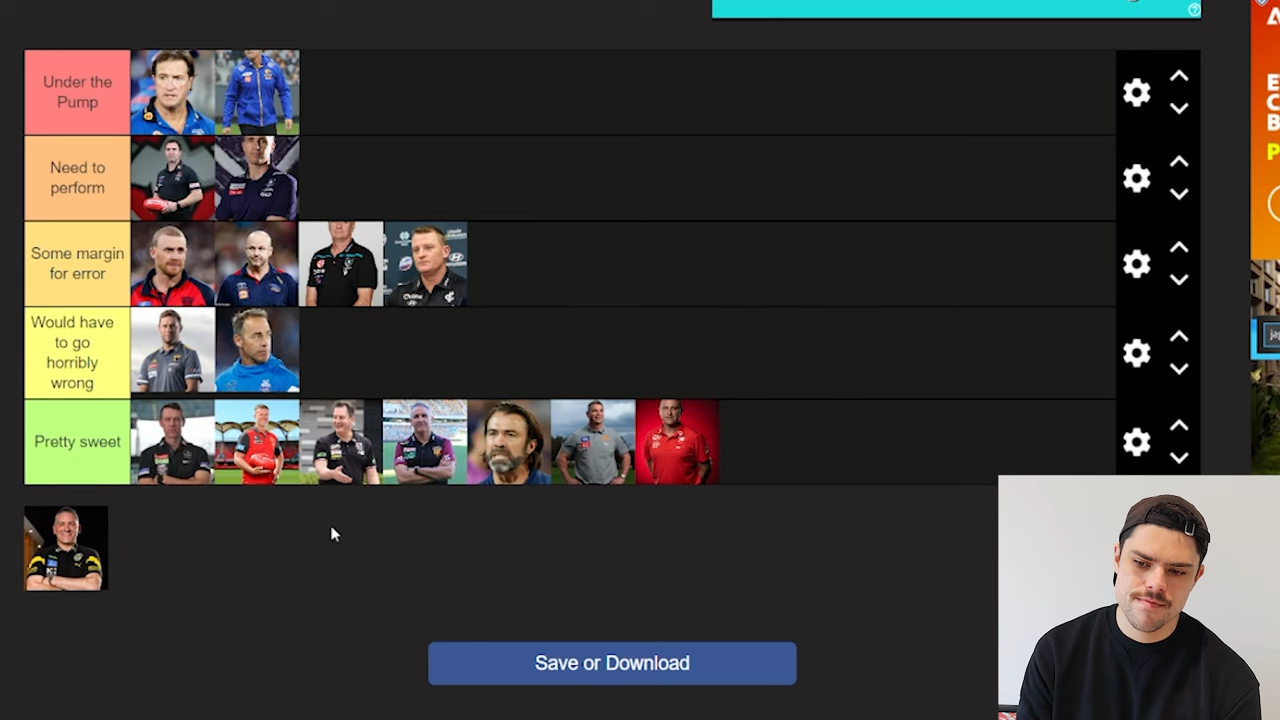 Under the
Pump
Need to
perform
Some margin
for error
Would have
to go
horribly
wrong
Pretty sweet
Save or Download